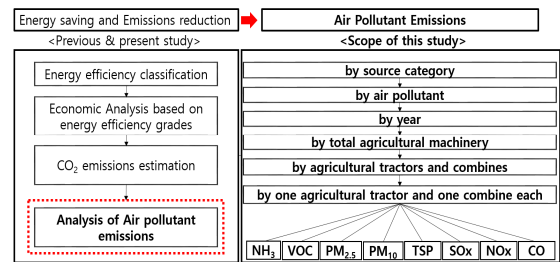 Energy saving and Emissions reduction
Air Pollutant Emissions
<Previous & present study>
<Scope of this study>
Energy efficiency classification
Economic Analysis based on
energy efficiency grades
CO₂ emissions estimation
Analysis of Air pollutant
emissions
by source category
by air pollutant
by year
by total agricultural machinery
by agricultural tractors and combines
by one agricultural tractor and one combine each
NH₃ VOC PM₂.₅ PM₁₀ TSP SOx NOx CO